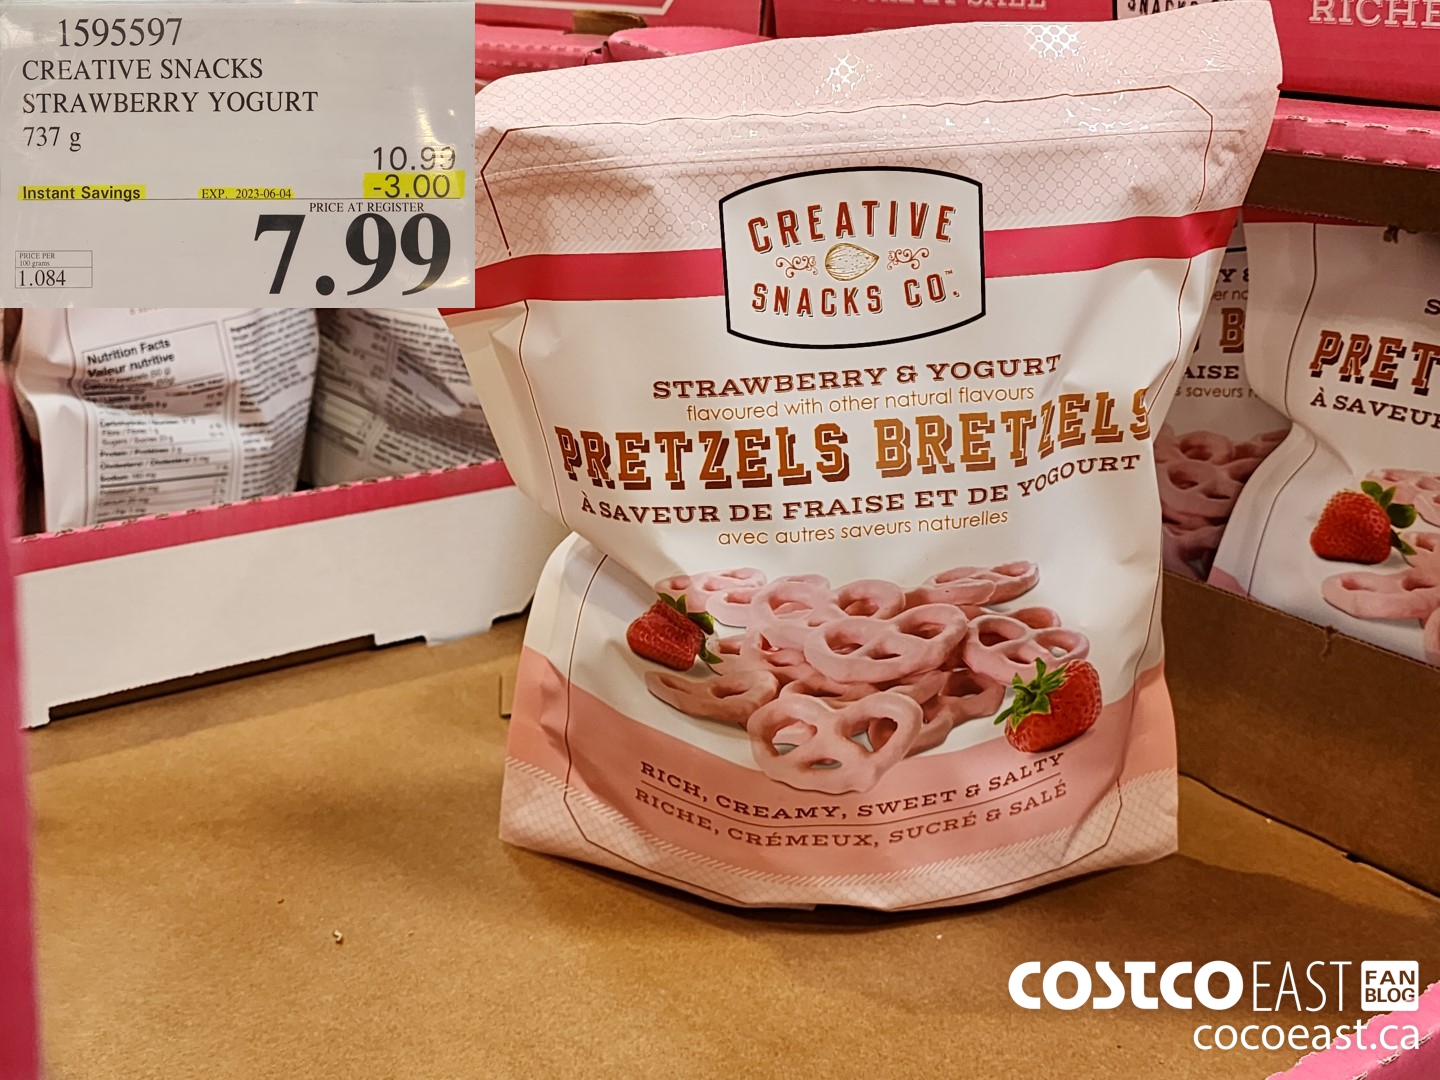 1595597
CREATIVE SNACKS
STRAWBERRY YOGURT
737 g
10.99
Instant Savings EXP. 2023-06-04 -3.00
PRICE AT REGISTER
7.99
PRICE PER
100 grams
1.084
RICHE
CREATIVE
SNACKS CO.™
STRAWBERRY & YOGURT
flavoured with other natural flavours
PRETZELS BRETZELS
À SAVEUR DE FRAISE ET DE YOGOURT
avec autres saveurs naturelles
RICH, CREAMY, SWEET & SALTY
RICHE, CRÉMEUX, SUCRÉ & SALÉ
Nutrition Facts
Valeur nutritive
PRET
À SAVEUR
COSTCO EAST FAN
BLOG
cocoeast.ca